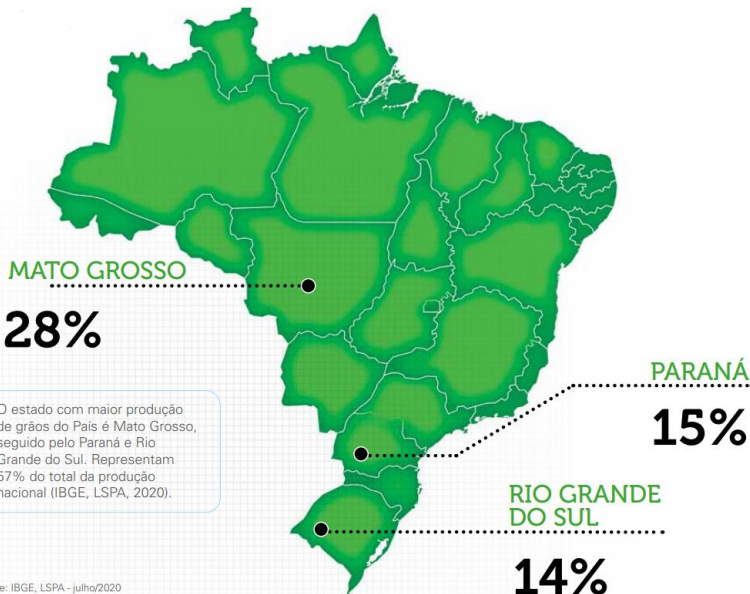 MATO GROSSO
28%
O estado com maior produção
de grãos do País é Mato Grosso,
seguido pelo Paraná e Rio
Grande do Sul. Representam
57% do total da produção
nacional (IBGE, LSPA, 2020).
PARANÁ
15%
RIO GRANDE
DO SUL
14%
e: IBGE, LSPA - julho/2020